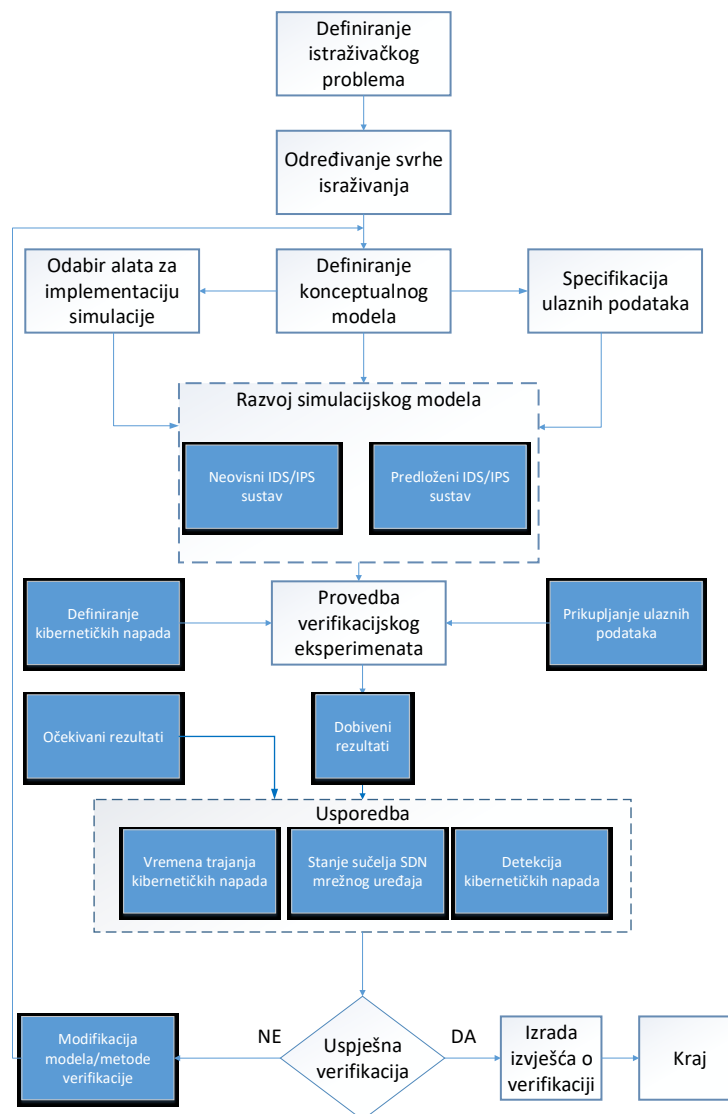 Definiranje
istraživačkog
problema
Određivanje svrhe
israživanja
Odabir alata za
implementaciju
simulacije
Definiranje
konceptualnog
modela
Specifikacija
ulaznih podataka
Razvoj simulacijskog modela
Neovisni IDS/IPS
sustav
Predloženi IDS/IPS
sustav
Definiranje
kibernetičkih napada
Provedba
verifikacijskog
eksperimenata
Prikupljanje ulaznih
podataka
Očekivani rezultati
Dobiveni
rezultati
Usporedba
Vremena trajanja
kibernetičkih napada
Stanje sučelja SDN
mrežnog uređaja
Detekcija
kibernetičkih napada
Modifikacija
modela/metode
verifikacije
NE
Uspješna
verifikacija
DA
Izrada
izvješća o
verifikaciji
Kraj